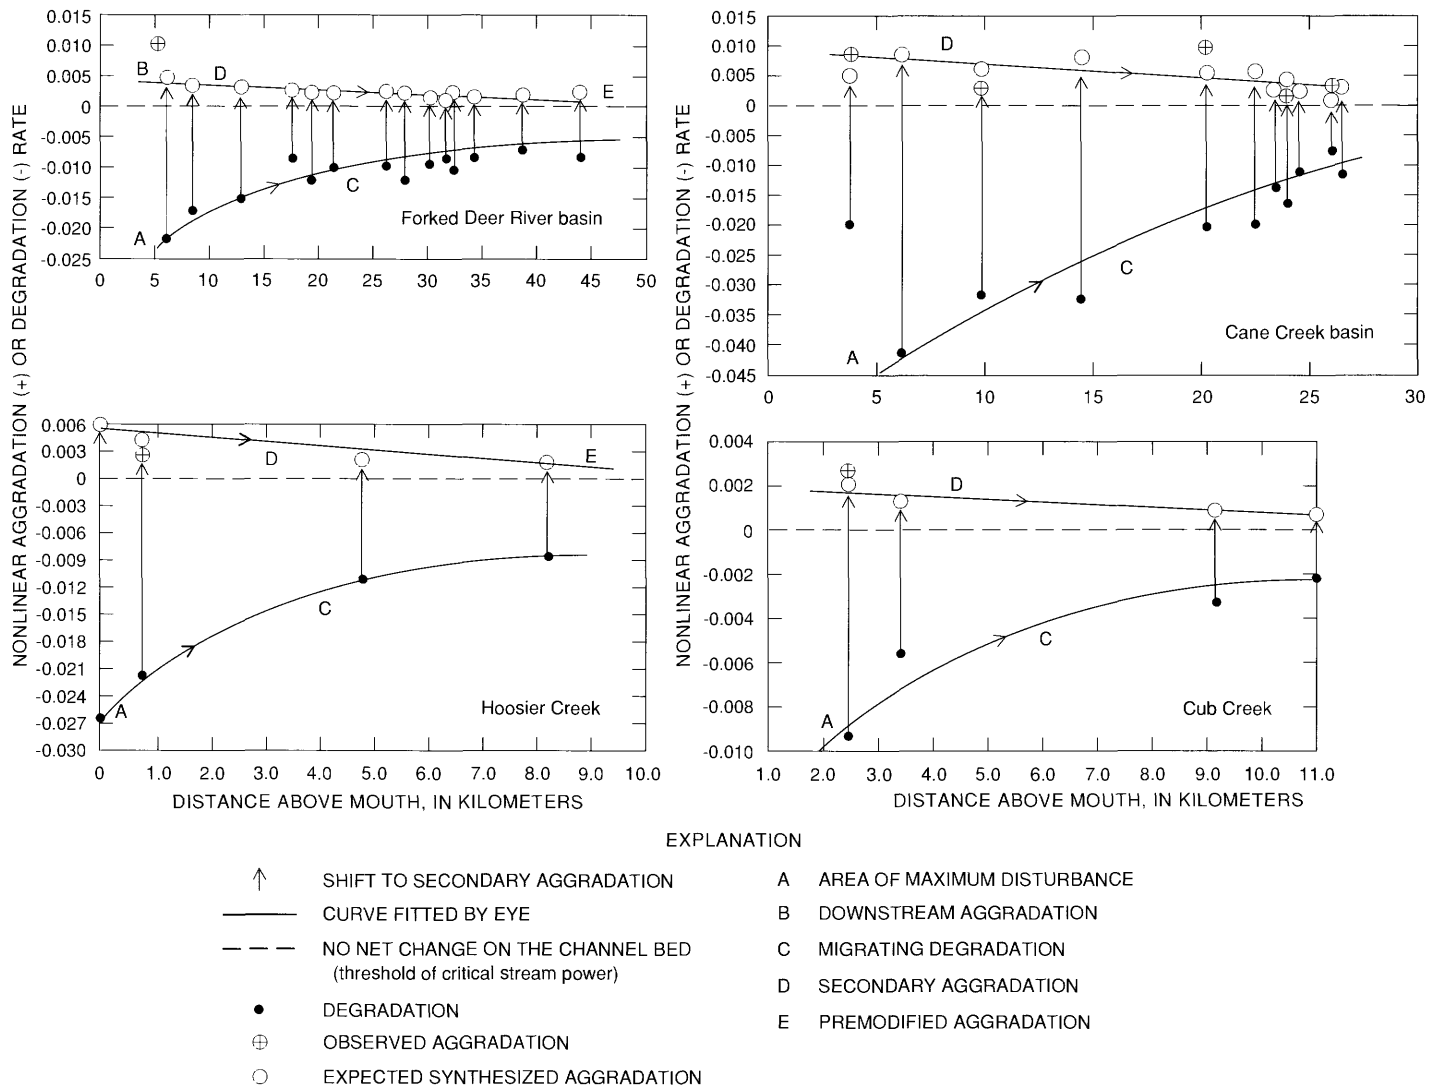 NONLINEAR AGGRADATION (+) OR DEGRADATION (-) RATE
0.015
0.010
0.005
0
-0.005
-0.010
-0.015
-0.020
-0.025
B
D
E
C
A
Forked Deer River basin
0 5 10 15 20 25 30 35 40 45 50
0.006
0.003
0
-0.003
-0.006
-0.009
-0.012
-0.015
-0.018
-0.021
-0.024
-0.027
-0.030
D
E
C
A
Hoosier Creek
0 1.0 2.0 3.0 4.0 5.0 6.0 7.0 8.0 9.0 10.0
DISTANCE ABOVE MOUTH, IN KILOMETERS
NONLINEAR AGGRADATION (+) OR DEGRADATION (-) RATE
0.015
0.010
0.005
0
-0.005
-0.010
-0.015
-0.020
-0.025
-0.030
-0.035
-0.040
-0.045
D
C
A
Cane Creek basin
0 5 10 15 20 25 30
0.004
0.002
0
-0.002
-0.004
-0.006
-0.008
-0.010
D
C
A
Cub Creek
1.0 2.0 3.0 4.0 5.0 6.0 7.0 8.0 9.0 10.0 11.0
DISTANCE ABOVE MOUTH, IN KILOMETERS
EXPLANATION
SHIFT TO SECONDARY AGGRADATION
CURVE FITTED BY EYE
NO NET CHANGE ON THE CHANNEL BED
(threshold of critical stream power)
DEGRADATION
OBSERVED AGGRADATION
EXPECTED SYNTHESIZED AGGRADATION
A AREA OF MAXIMUM DISTURBANCE
B DOWNSTREAM AGGRADATION
C MIGRATING DEGRADATION
D SECONDARY AGGRADATION
E PREMODIFIED AGGRADATION